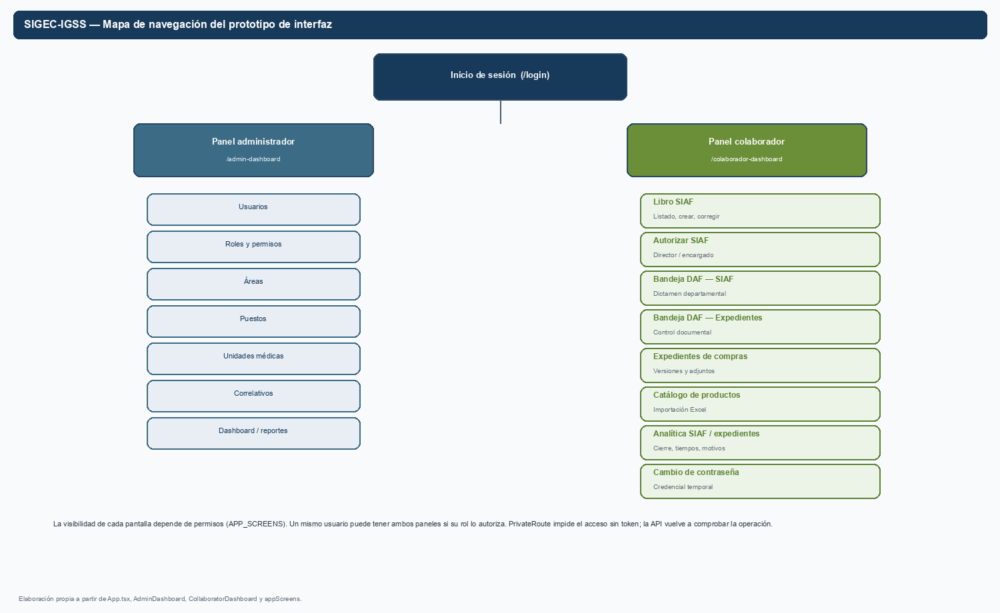 SIGEC-IGSS — Mapa de navegación del prototipo de interfaz
Inicio de sesión (/login)
Panel administrador
/admin-dashboard
Usuarios
Roles y permisos
Áreas
Puestos
Unidades médicas
Correlativos
Dashboard / reportes
Panel colaborador
/colaborador-dashboard
Libro SIAF
Listado, crear, corregir
Autorizar SIAF
Director / encargado
Bandeja DAF — SIAF
Dictamen departamental
Bandeja DAF — Expedientes
Control documental
Expedientes de compras
Versiones y adjuntos
Catálogo de productos
Importación Excel
Analítica SIAF / expedientes
Cierre, tiempos, motivos
Cambio de contraseña
Credencial temporal
La visibilidad de cada pantalla depende de permisos (APP_SCREENS). Un mismo usuario puede tener ambos paneles si su rol lo autoriza. PrivateRoute impide el acceso sin token; la API vuelve a comprobar la operación.
Elaboración propia a partir de App.tsx, AdminDashboard, CollaboratorDashboard y appScreens.